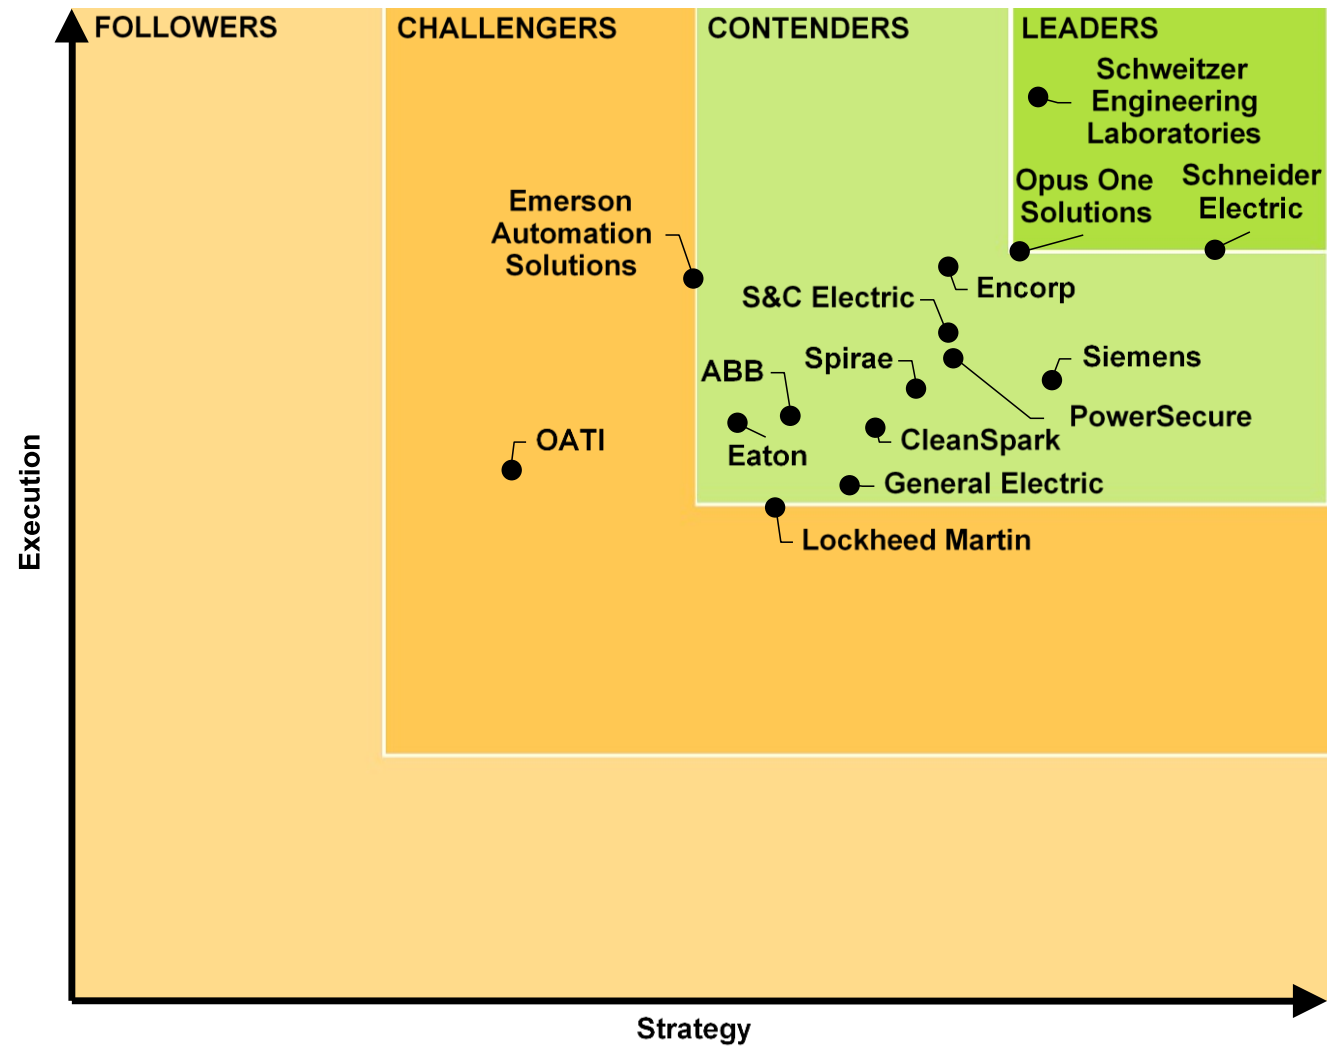 FOLLOWERS
CHALLENGERS
CONTENDERS
LEADERS
Schweitzer
Engineering
Laboratories
Opus One
Solutions
Schneider
Electric
Emerson
Automation
Solutions
Encorp
S&C Electric
Spirae
Siemens
ABB
PowerSecure
OATI
CleanSpark
Eaton
General Electric
Lockheed Martin
Execution
Strategy